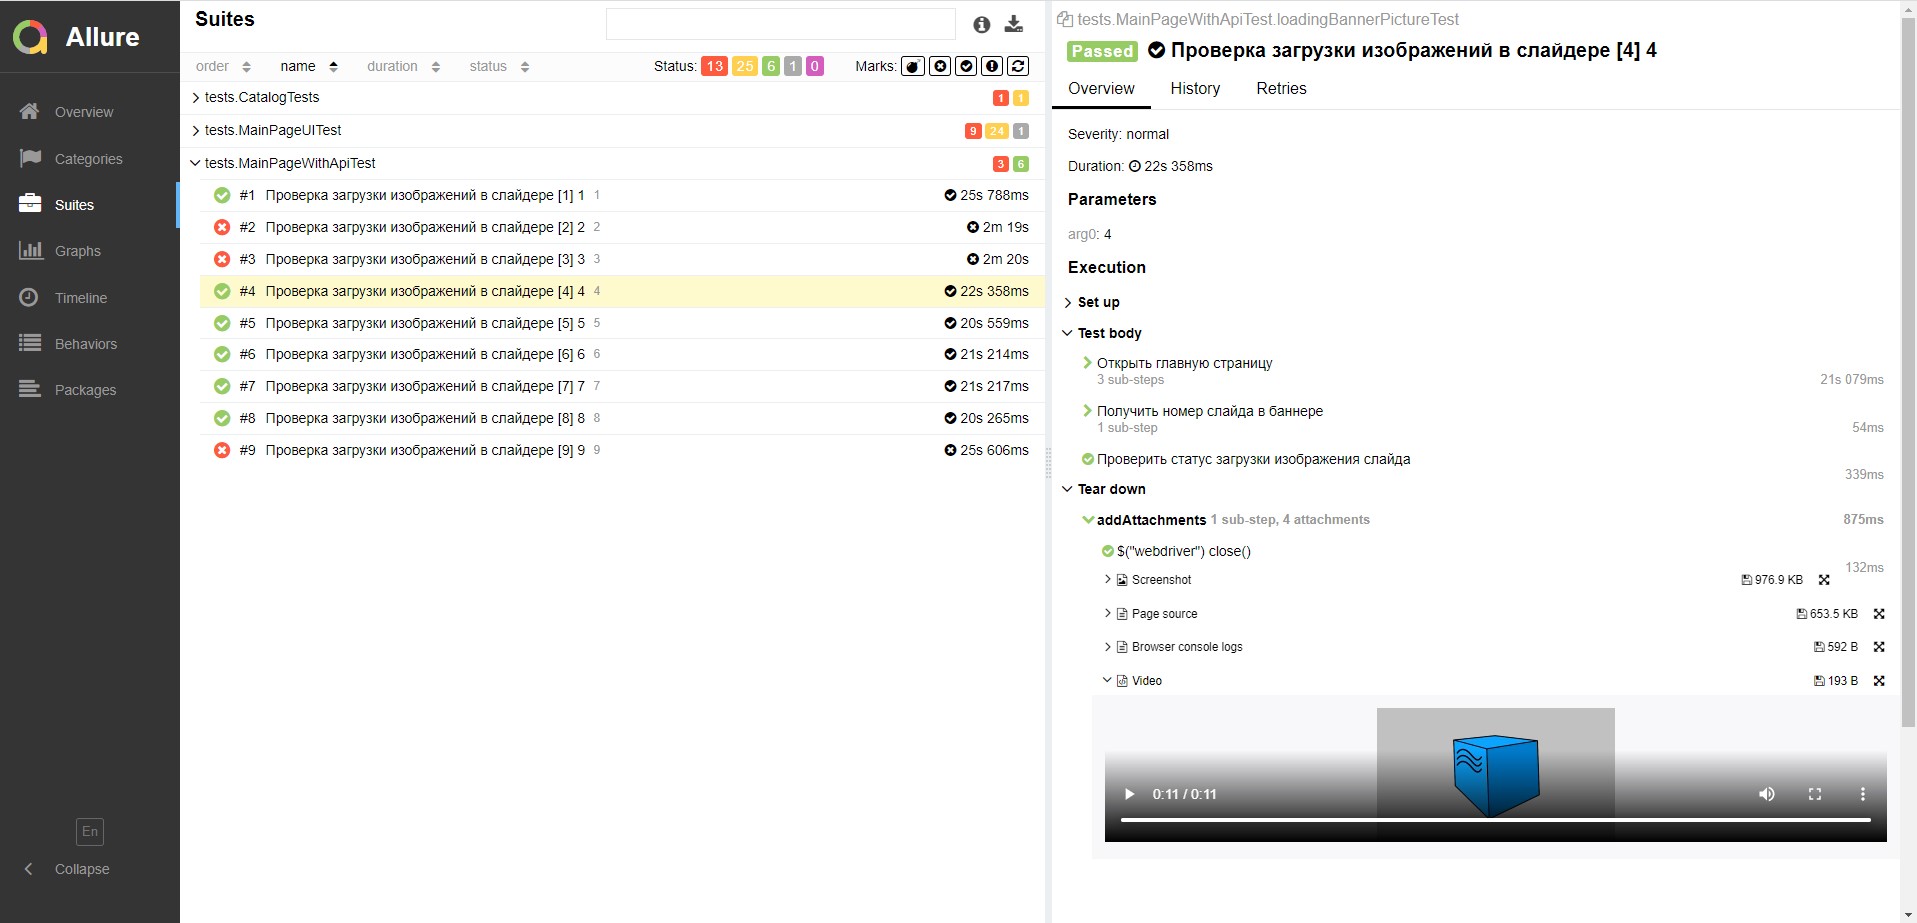 Allure
Overview
Categories
Suites
Graphs
Timeline
Behaviors
Packages
En
Collapse
Suites
order name duration status Status: 13 25 6 1 0 Marks:
tests.CatalogTests 1 1
tests.MainPageUITest 9 24 1
tests.MainPageWithApiTest 3 6
#1 Проверка загрузки изображений в слайдере [1] 1 1 25s 788ms
#2 Проверка загрузки изображений в слайдере [2] 2 2 2m 19s
#3 Проверка загрузки изображений в слайдере [3] 3 3 2m 20s
#4 Проверка загрузки изображений в слайдере [4] 4 4 22s 358ms
#5 Проверка загрузки изображений в слайдере [5] 5 5 20s 559ms
#6 Проверка загрузки изображений в слайдере [6] 6 6 21s 214ms
#7 Проверка загрузки изображений в слайдере [7] 7 7 21s 217ms
#8 Проверка загрузки изображений в слайдере [8] 8 8 20s 265ms
#9 Проверка загрузки изображений в слайдере [9] 9 9 25s 606ms
tests.MainPageWithApiTest.loadingBannerPictureTest
Passed Проверка загрузки изображений в слайдере [4] 4
Overview History Retries
Severity: normal
Duration: 22s 358ms
Parameters
arg0: 4
Execution
Set up
Test body
Открыть главную страницу
3 sub-steps 21s 079ms
Получить номер слайда в баннере
1 sub-step 54ms
Проверить статус загрузки изображения слайда
339ms
Tear down
addAttachments 1 sub-step, 4 attachments 875ms
$("webdriver") close()
132ms
Screenshot 976.9 KB
Page source 653.5 KB
Browser console logs 592 B
Video 193 B
0:11 / 0:11